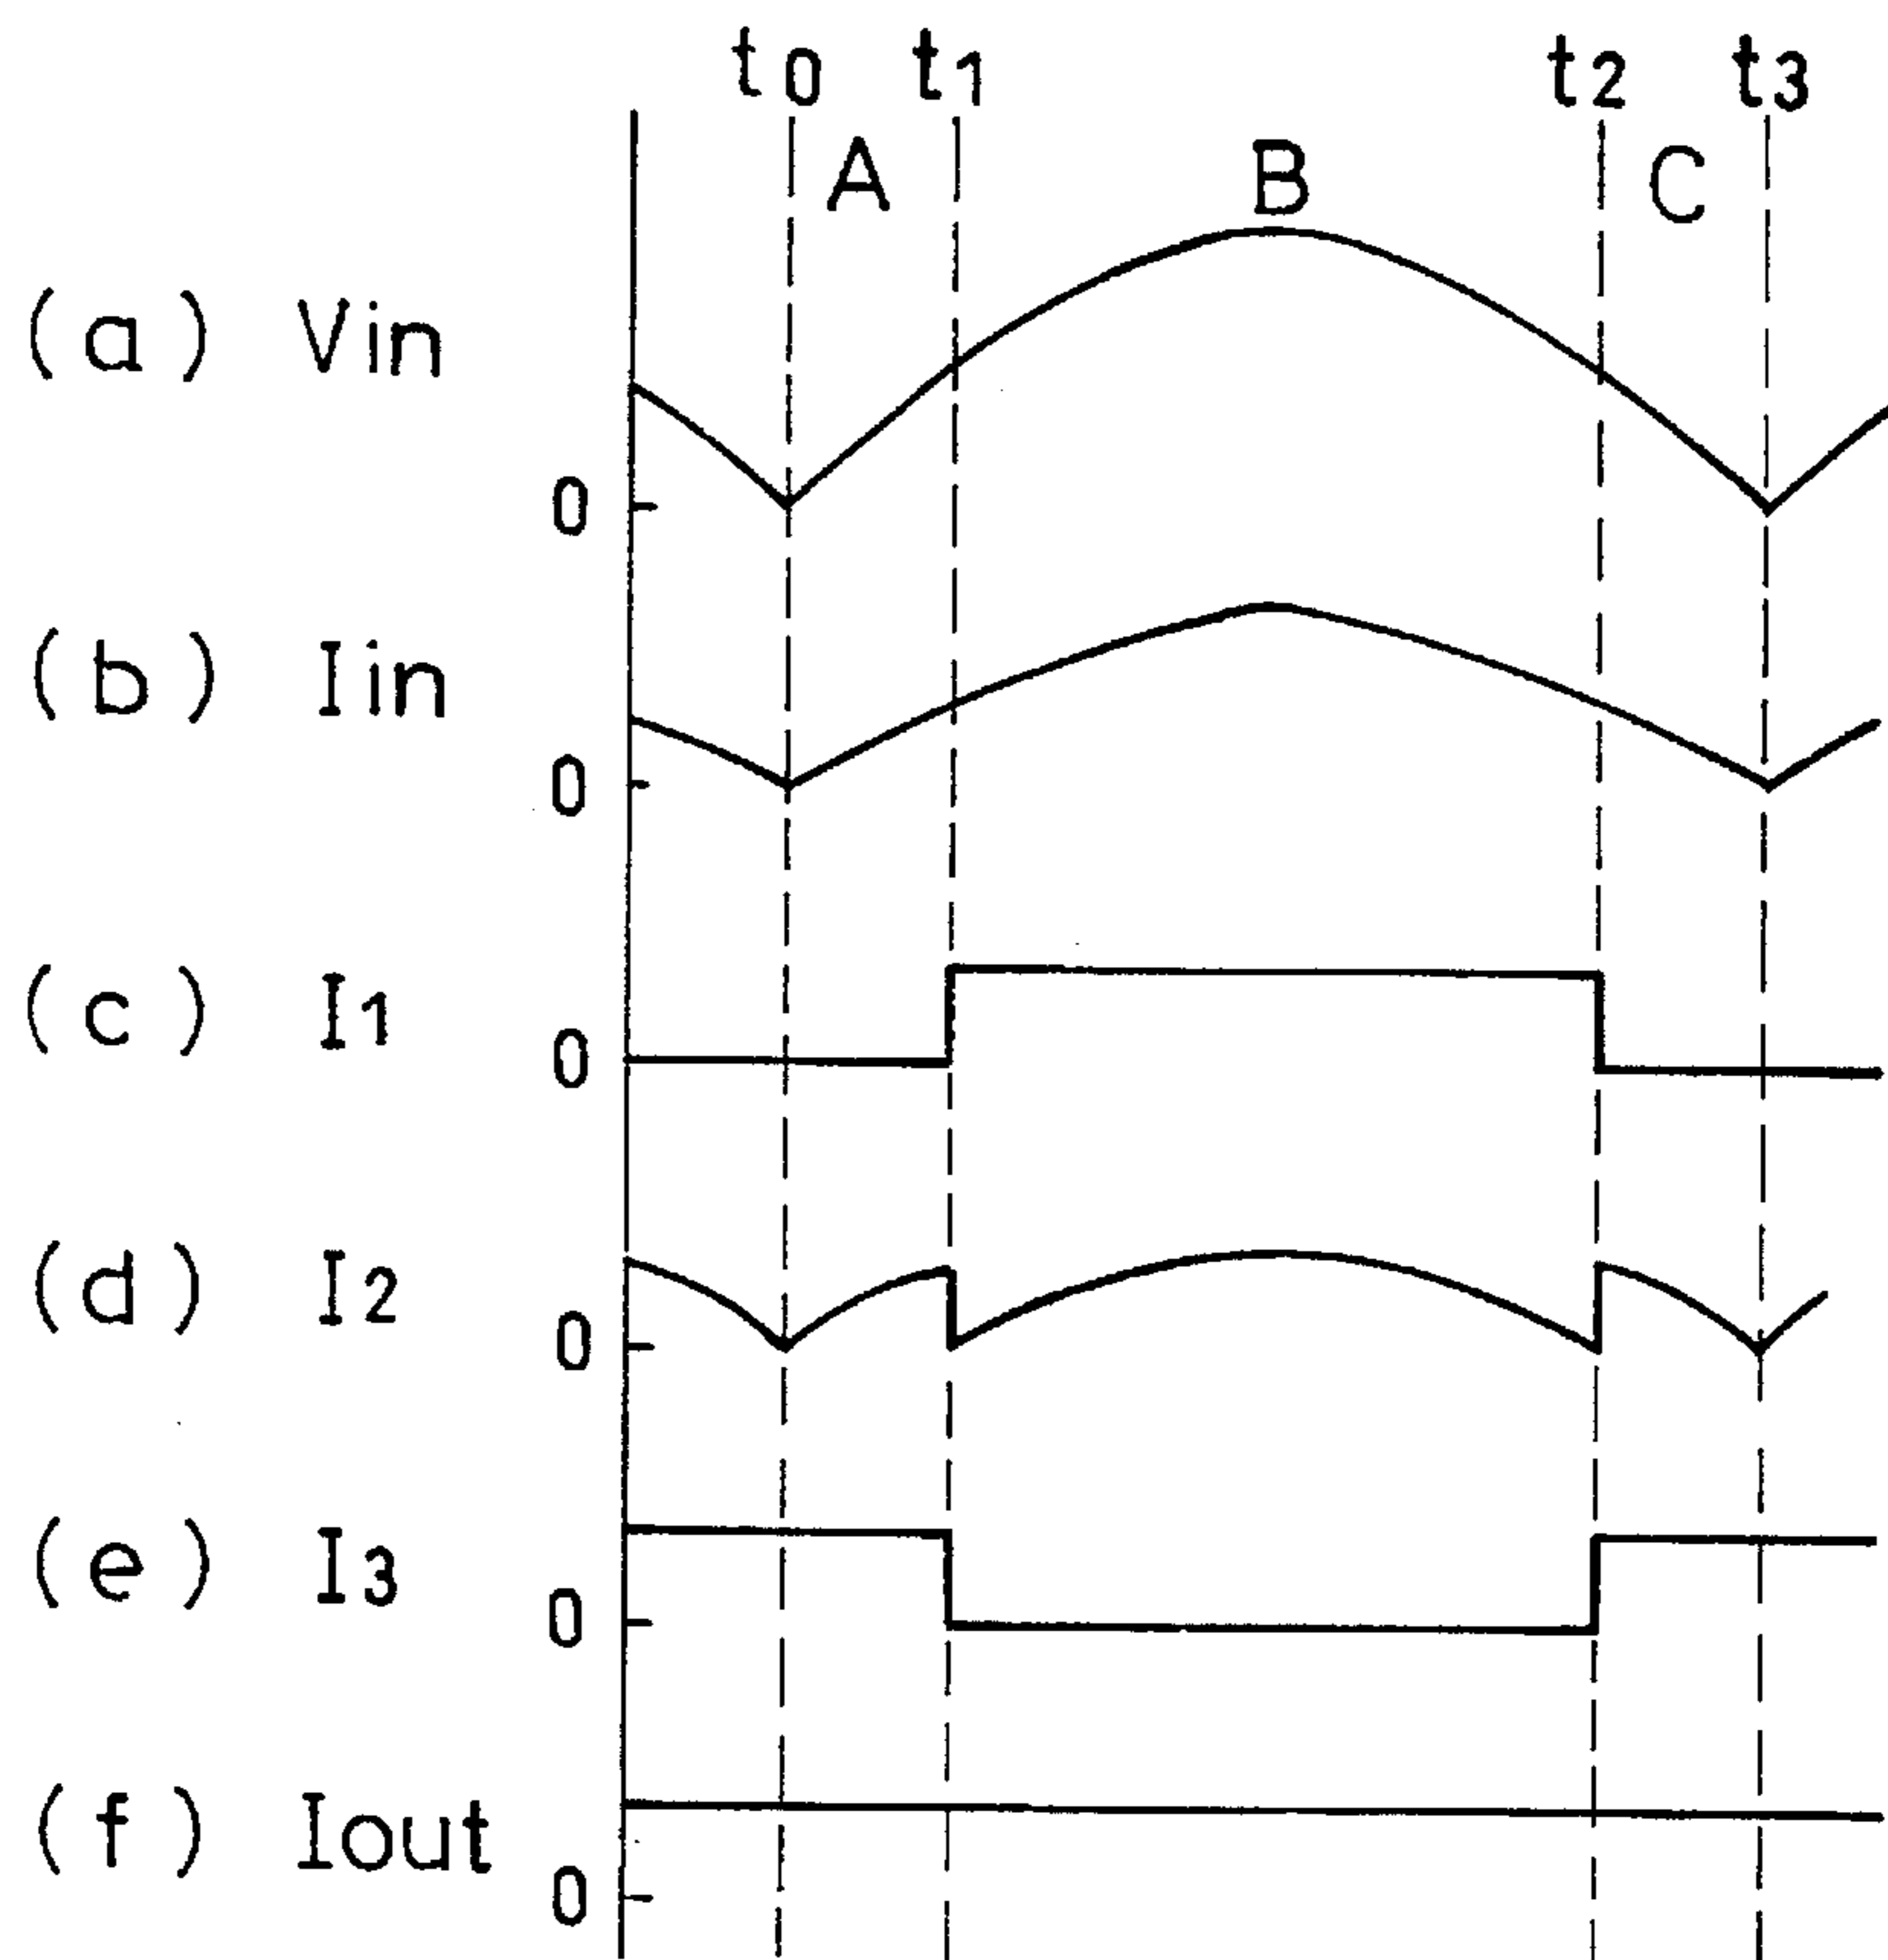 t0 t1 t2 t3
A B C
(a) Vin
0
(b) Iin
0
(c) I1
0
(d) I2
0
(e) I3
0
(f) Iout
0